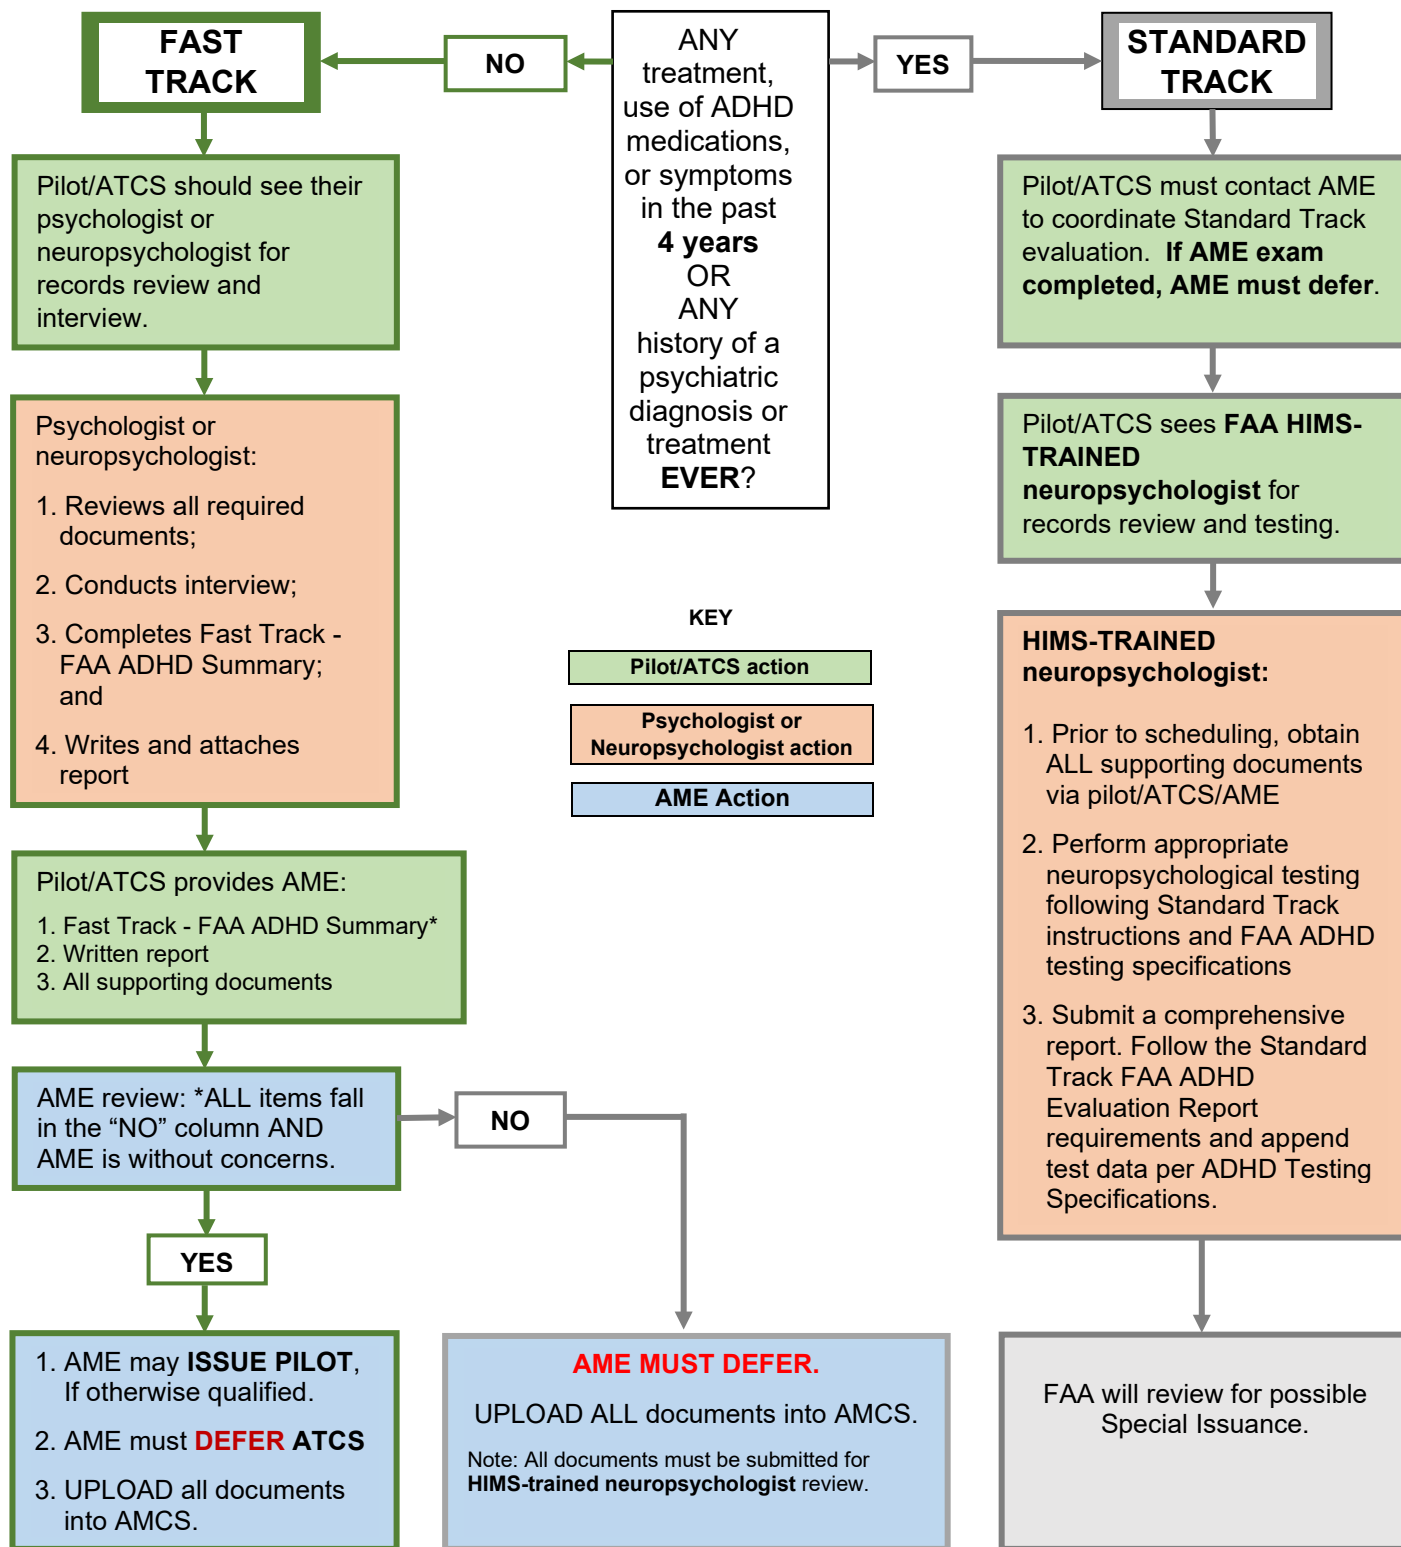 FAST
TRACK
NO
ANY
treatment,
use of ADHD
medications,
or symptoms
in the past
4 years
OR
ANY
history of a
psychiatric
diagnosis or
treatment
EVER?
YES
STANDARD
TRACK
Pilot/ATCS should see their
psychologist or
neuropsychologist for
records review and
interview.
Psychologist or
neuropsychologist:
1. Reviews all required
documents;
2. Conducts interview;
3. Completes Fast Track -
FAA ADHD Summary;
and
4. Writes and attaches
report
Pilot/ATCS provides AME:
1. Fast Track - FAA ADHD Summary*
2. Written report
3. All supporting documents
AME review: *ALL items fall
in the “NO” column AND
AME is without concerns.
NO
YES
1. AME may ISSUE PILOT,
If otherwise qualified.
2. AME must DEFER ATCS
3. UPLOAD all documents
into AMCS.
AME MUST DEFER.
UPLOAD ALL documents into AMCS.
Note: All documents must be submitted for
HIMS-trained neuropsychologist review.
KEY
Pilot/ATCS action
Psychologist or
Neuropsychologist action
AME Action
Pilot/ATCS must contact AME
to coordinate Standard Track
evaluation. If AME exam
completed, AME must defer.
Pilot/ATCS sees FAA HIMS-
TRAINED
neuropsychologist for
records review and testing.
HIMS-TRAINED
neuropsychologist:
1. Prior to scheduling, obtain
ALL supporting documents
via pilot/ATCS/AME
2. Perform appropriate
neuropsychological testing
following Standard Track
instructions and FAA ADHD
testing specifications
3. Submit a comprehensive
report. Follow the Standard
Track FAA ADHD
Evaluation Report
requirements and append
test data per ADHD Testing
Specifications.
FAA will review for possible
Special Issuance.